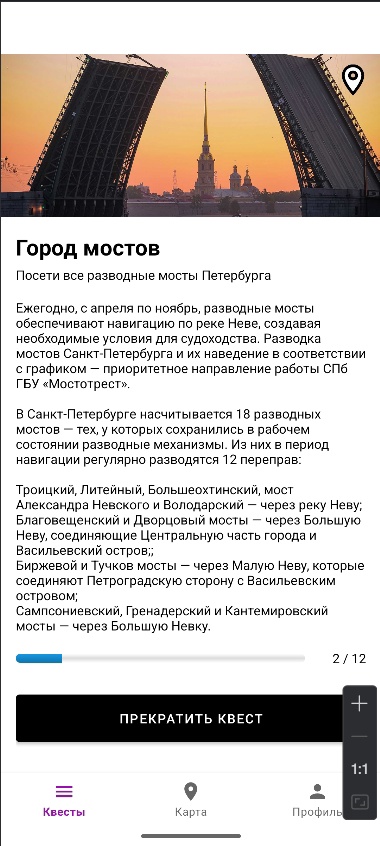 Город мостов
Посети все разводные мосты Петербурга
Ежегодно, с апреля по ноябрь, разводные мосты
обеспечивают навигацию по реке Неве, создавая
необходимые условия для судоходства. Разводка
мостов Санкт-Петербурга и их наведение в соответствии
с графиком — приоритетное направление работы СПб
ГБУ «Мостотрест».
В Санкт-Петербурге насчитывается 18 разводных
мостов — тех, у которых сохранились в рабочем
состоянии разводные механизмы. Из них в период
навигации регулярно разводятся 12 переправ:
Троицкий, Литейный, Большеохтинский, мост
Александра Невского и Володарский — через реку Неву;
Благовещенский и Дворцовый мосты — через Большую
Неву, соединяющие Центральную часть города и
Васильевский остров;;
Биржевой и Тучков мосты — через Малую Неву, которые
соединяют Петроградскую сторону с Васильевским
островом;
Сампсониевский, Гренадерский и Кантемировский
мосты — через Большую Невку.
2 / 12
ПРЕКРАТИТЬ КВЕСТ
1:1
Квесты Карта Профиль